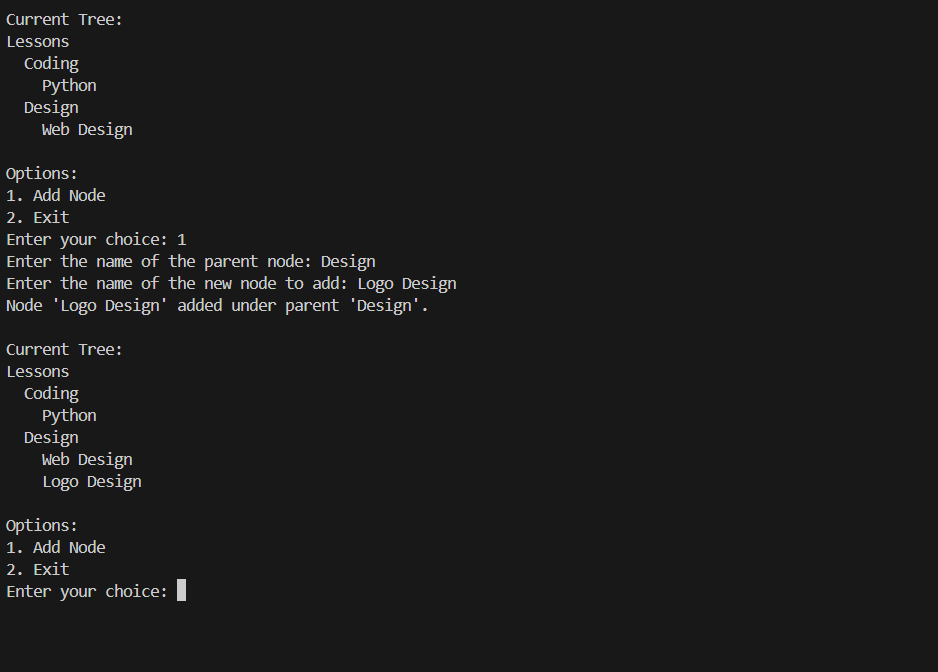 Current Tree:
Lessons
  Coding
    Python
  Design
    Web Design

Options:
1. Add Node
2. Exit
Enter your choice: 1
Enter the name of the parent node: Design
Enter the name of the new node to add: Logo Design
Node 'Logo Design' added under parent 'Design'.

Current Tree:
Lessons
  Coding
    Python
  Design
    Web Design
    Logo Design

Options:
1. Add Node
2. Exit
Enter your choice: